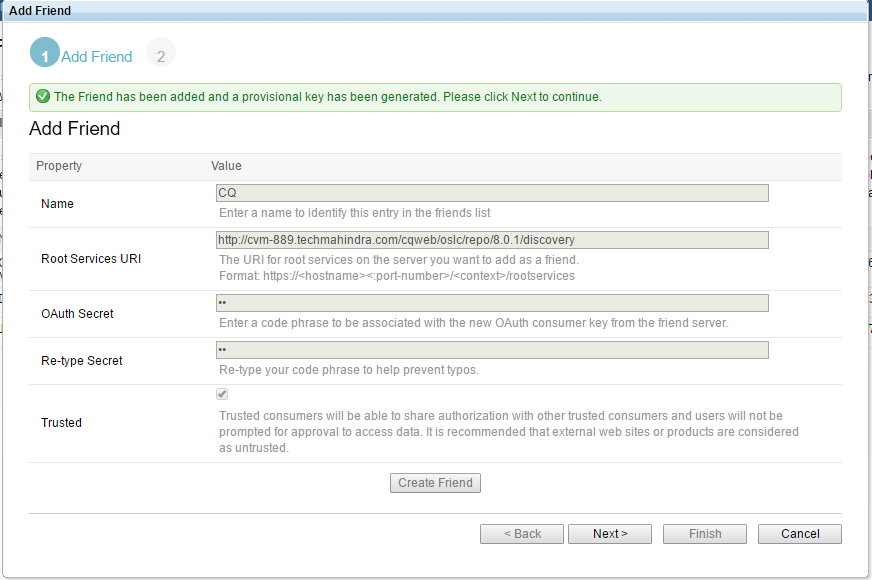 Add Friend
1 Add Friend 2
The Friend has been added and a provisional key has been generated. Please click Next to continue.
Add Friend
Property Value
Name CQ
Enter a name to identify this entry in the friends list
Root Services URI http://cvm-889.techmahindra.com/cqweb/oslc/repo/8.0.1/discovery
The URI for root services on the server you want to add as a friend.
Format: https://<hostname><:port-number>/<context>/rootservices
OAuth Secret ••
Enter a code phrase to be associated with the new OAuth consumer key from the friend server.
Re-type Secret ••
Re-type your code phrase to help prevent typos.
Trusted
Trusted consumers will be able to share authorization with other trusted consumers and users will not be
prompted for approval to access data. It is recommended that external web sites or products are considered
as untrusted.
Create Friend
< Back Next > Finish Cancel